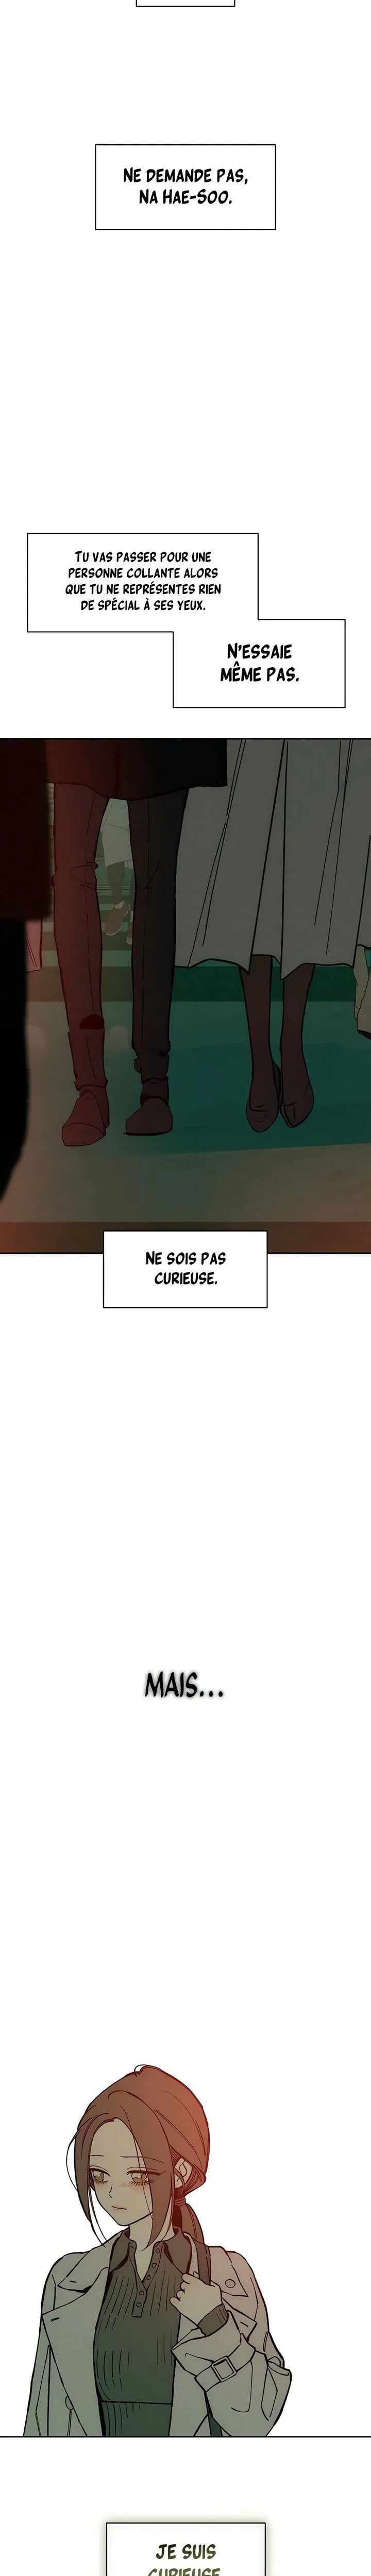 NE DEMANDE PAS,
NA HAE-SOO.
TU VAS PASSER POUR UNE
PERSONNE COLLANTE ALORS
QUE TU NE REPRÉSENTES RIEN
DE SPÉCIAL À SES YEUX.
N'ESSAIE
MÊME PAS.
NE SOIS PAS
CURIEUSE.
MAIS...
JE SUIS
CURIEUSE